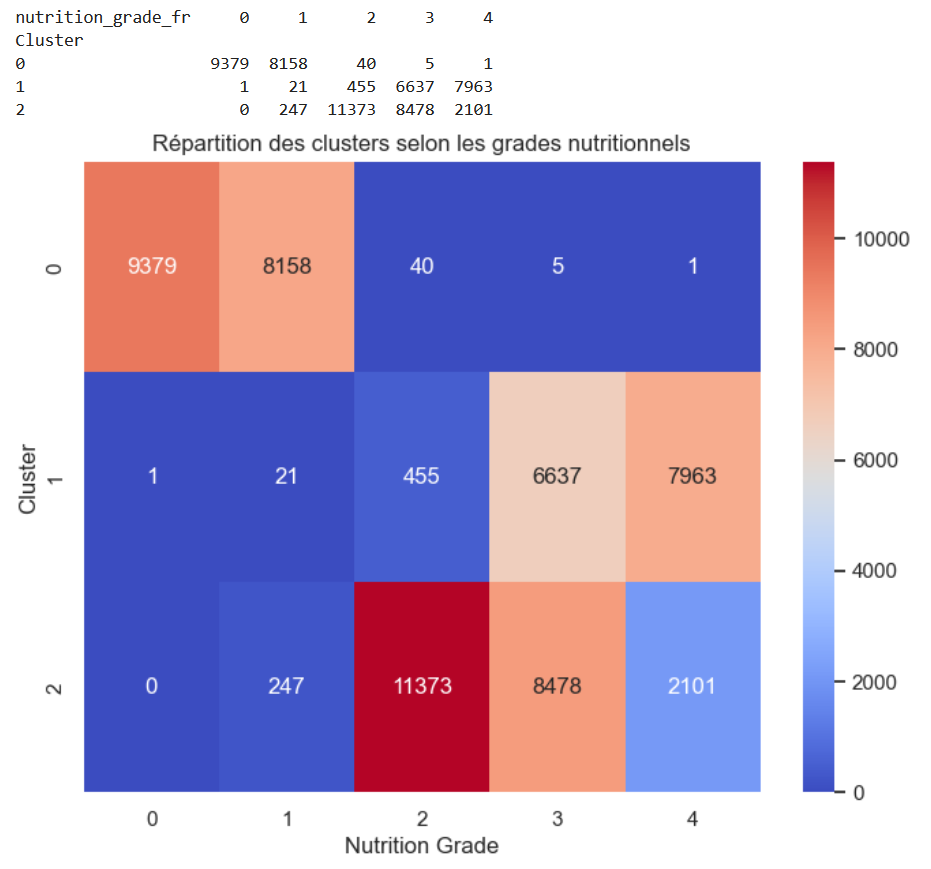 nutrition_grade_fr 0 1 2 3 4
Cluster
0 9379 8158 40 5 1
1 1 21 455 6637 7963
2 0 247 11373 8478 2101
Répartition des clusters selon les grades nutritionnels
0 9379 8158 40 5 1
1 1 21 455 6637 7963
2 0 247 11373 8478 2101
Cluster
0 1 2 3 4
Nutrition Grade
10000
8000
6000
4000
2000
0